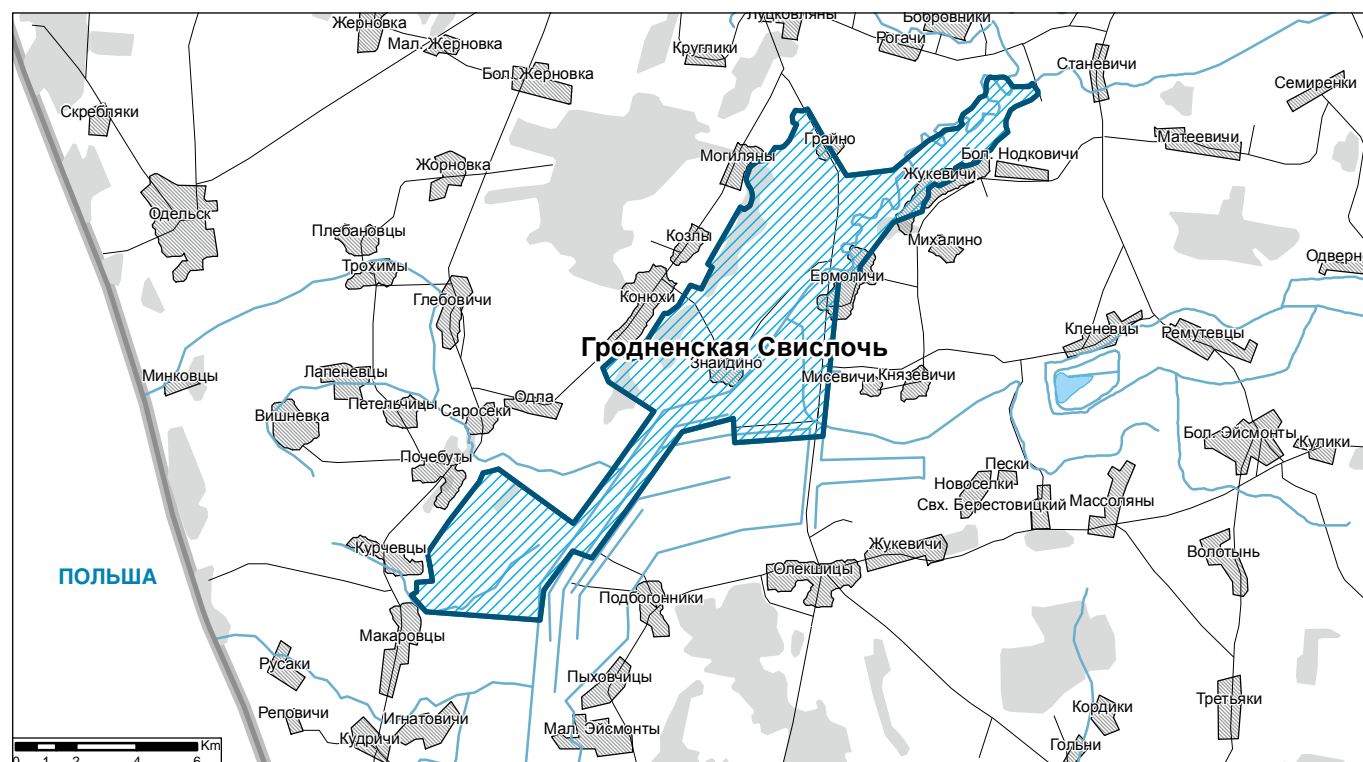 Жерновка
Луцковляны
Бобровники
Рогачи
Мал. Жерновка
Круглики
Станевичи
Бол. Жерновка
Семиренки
Скребляки
Грайно
Матеевичи
Могиляны
Бол. Нодковичи
Жорновка
Жукевичи
Одельск
Плебановцы
Козлы
Михалино
Трохимы
Одверно
Ермоличи
Глебовичи
Конюхи
Кленевцы
Ремутевцы
Гродненская Свислочь
Знайдино
Минковцы
Лапеневцы
Мисевичи
Князевичи
Одла
Петельчицы
Саросеки
Вишневка
Бол. Эйсмонты
Кулики
Почебуты
Пески
Новоселки
Свх. Берестовицкий
Массоляны
Курчевцы
Жукевичи
Волотынь
ПОЛЬША
Олекшицы
Подбогонники
Макаровцы
Русаки
Пыховчицы
Третьяки
Реповичи
Игнатовичи
Кордики
Мал. Эйсмонты
Кудричи
Гольни
Km
0 1 2 4 6